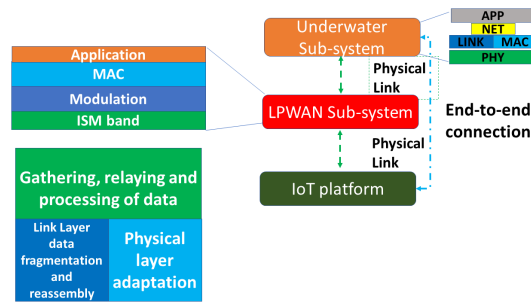 Underwater
Sub-system
APP
NET
LINK
MAC
PHY
Application
MAC
Modulation
ISM band
Physical
Link
LPWAN Sub-system
End-to-end
connection
Physical
Link
IoT platform
Gathering, relaying and
processing of data
Link Layer
data
fragmentation
and
reassembly
Physical
layer
adaptation